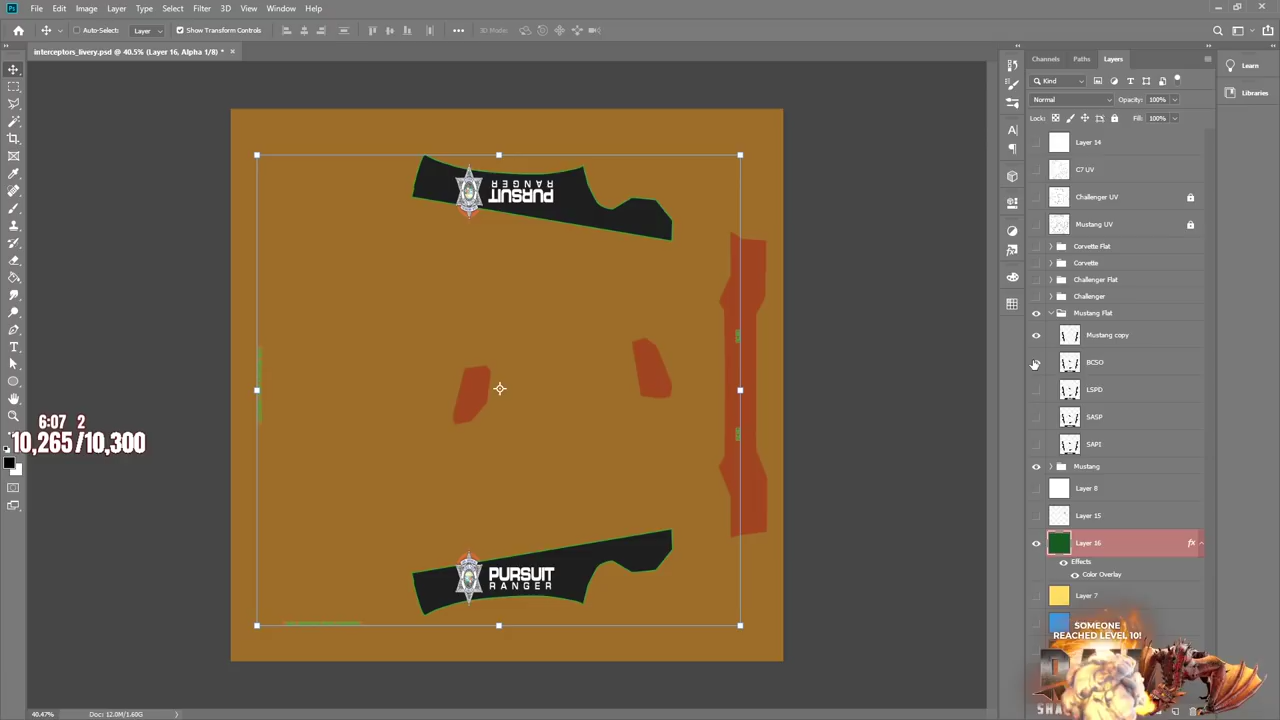 File Edit Image Layer Type Select Filter 3D View Window Help
Auto-Select: Layer Show Transform Controls 3D Mode:
interceptors_livery.psd @ 40.5% (Layer 16, Alpha 1/8) *
Channels Paths Layers
Learn
Libraries
Kind
Normal Opacity: 100%
Lock: Fill: 100%
Layer 14
C7 UV
Challenger UV
Mustang UV
Corvette Flat
Corvette
Challenger Flat
Challenger
Mustang Flat
Mustang copy
BCSO
LSPD
SASP
SAPI
Mustang
Layer 8
Layer 15
Layer 16 fx
Effects
Color Overlay
Layer 7
PURSUIT
RANGER
PURSUIT
RANGER
6:07 2
10,265/10,300
SOMEONE
REACHED LEVEL 10!
40.47% Doc: 12.0M/1.60G